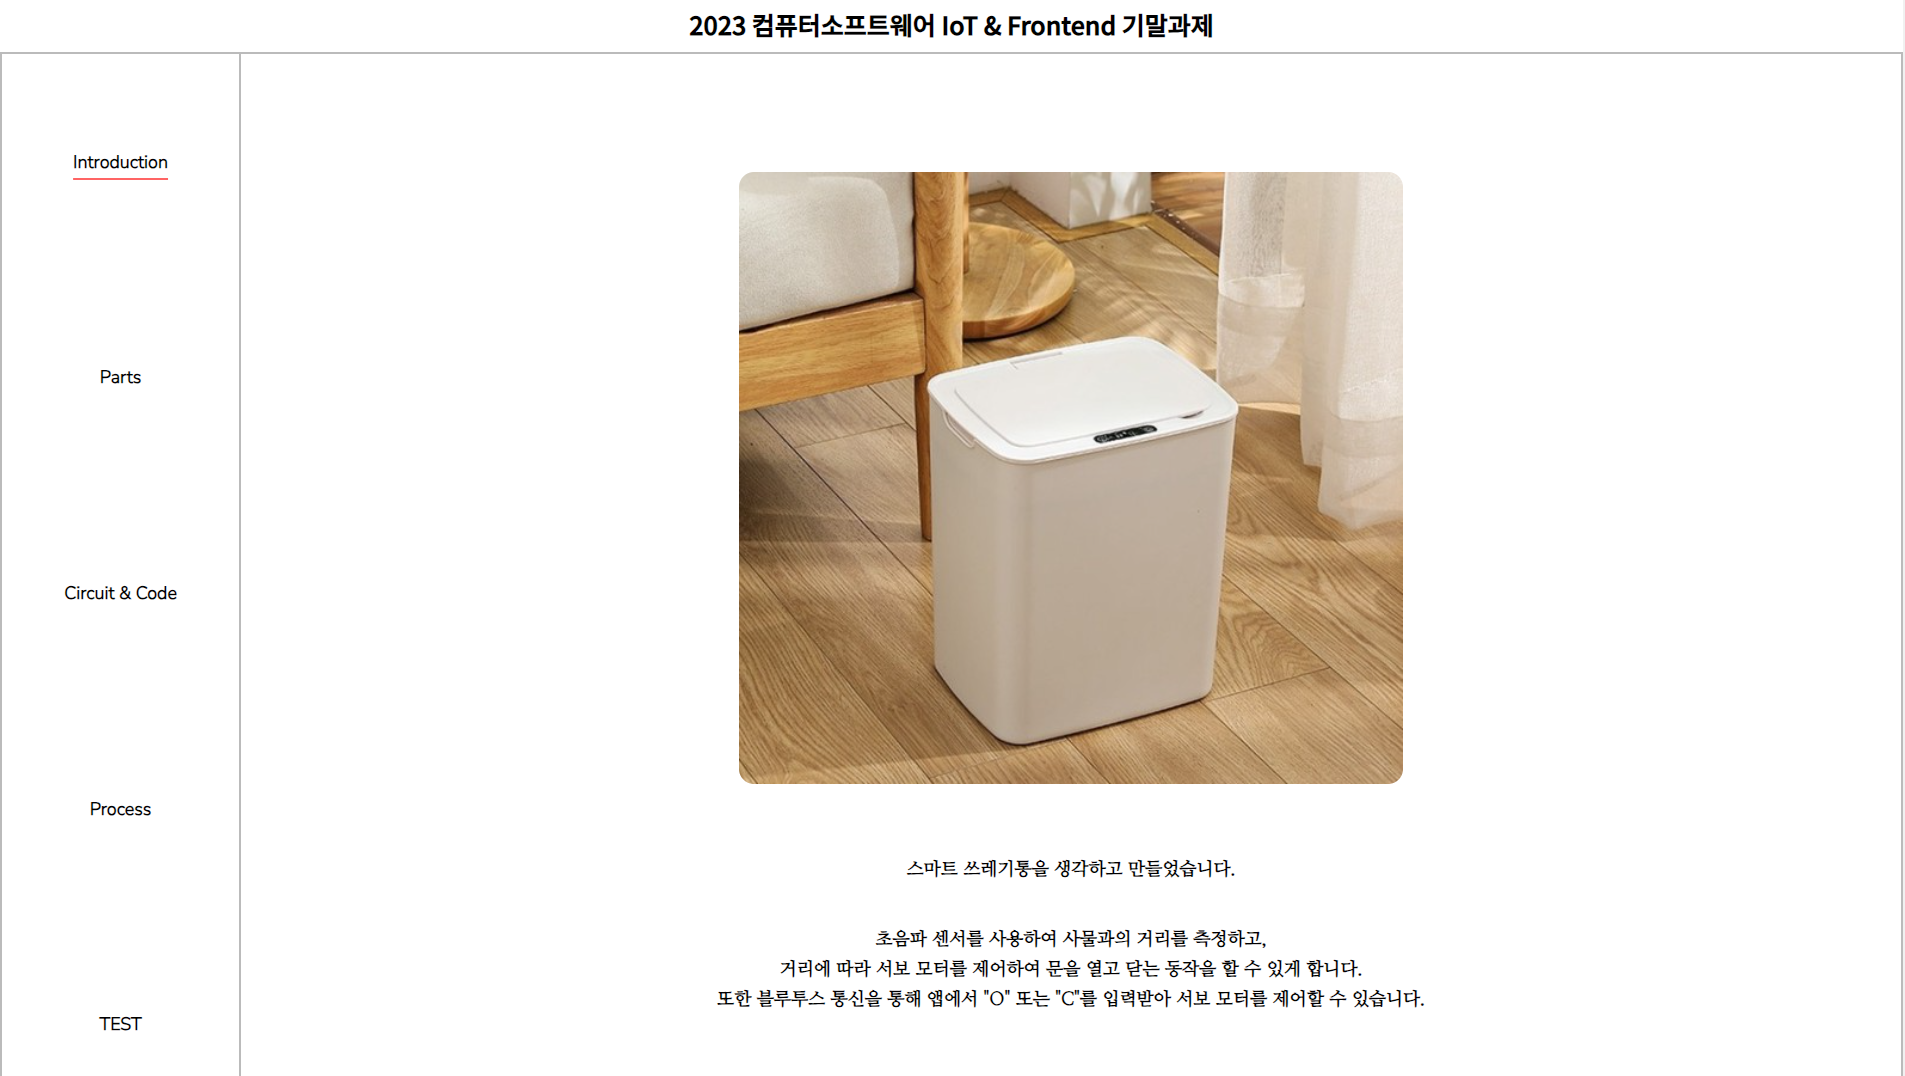 2023 컴퓨터소프트웨어 IoT & Frontend 기말과제
Introduction
Parts
Circuit & Code
Process
TEST
스마트 쓰레기통을 생각하고 만들었습니다.
초음파 센서를 사용하여 사물과의 거리를 측정하고,
거리에 따라 서보 모터를 제어하여 문을 열고 닫는 동작을 할 수 있게 합니다.
또한 블루투스 통신을 통해 앱에서 "O" 또는 "C"를 입력받아 서보 모터를 제어할 수 있습니다.